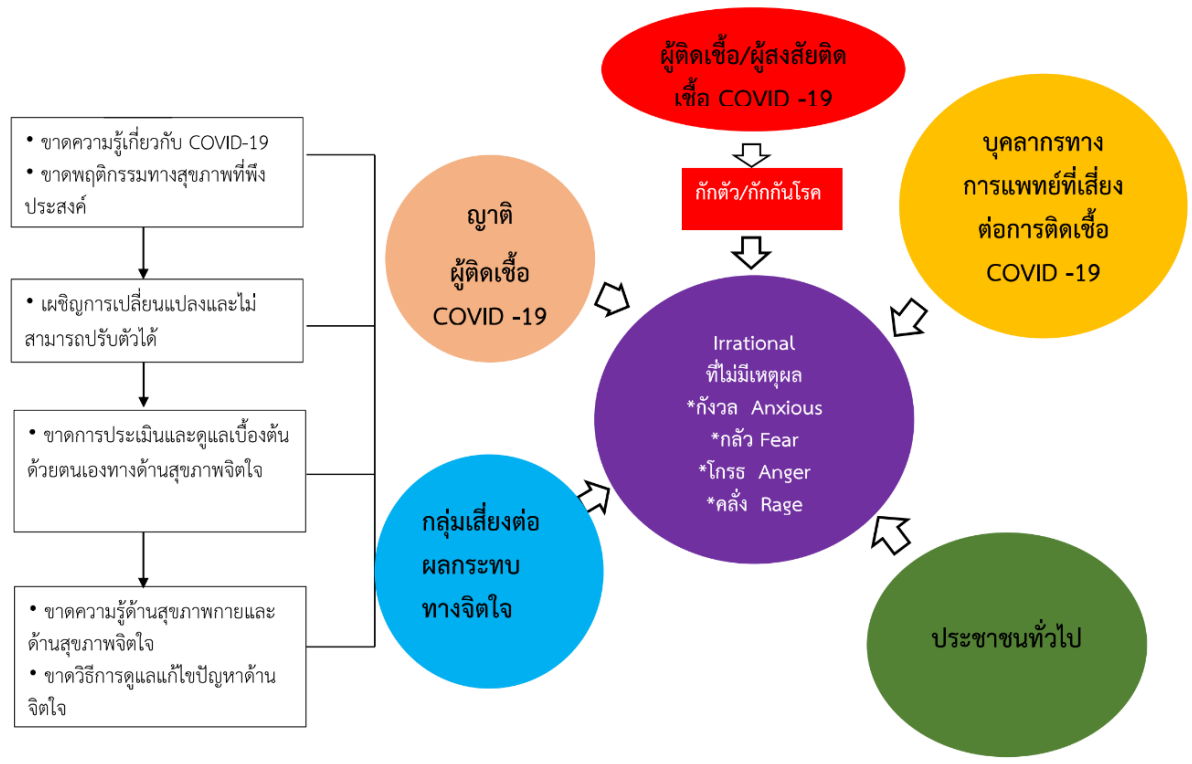 ผู้ติดเชื้อ/ผู้สงสัยติด
เชื้อ COVID -19
กักตัว/กักกันโรค
บุคลากรทาง
การแพทย์ที่เสี่ยง
ต่อการติดเชื้อ
COVID -19
• ขาดความรู้เกี่ยวกับ COVID-19
• ขาดพฤติกรรมทางสุขภาพที่พึง
ประสงค์
• เผชิญการเปลี่ยนแปลงและไม่
สามารถปรับตัวได้
• ขาดการประเมินและดูแลเบื้องต้น
ด้วยตนเองทางด้านสุขภาพจิตใจ
• ขาดความรู้ด้านสุขภาพกายและ
ด้านสุขภาพจิตใจ
• ขาดวิธีการดูแลแก้ไขปัญหาด้าน
จิตใจ
ญาติ
ผู้ติดเชื้อ
COVID -19
Irrational
ที่ไม่มีเหตุผล
*กังวล Anxious
*กลัว Fear
*โกรธ Anger
*คลั่ง Rage
กลุ่มเสี่ยงต่อ
ผลกระทบ
ทางจิตใจ
ประชาชนทั่วไป